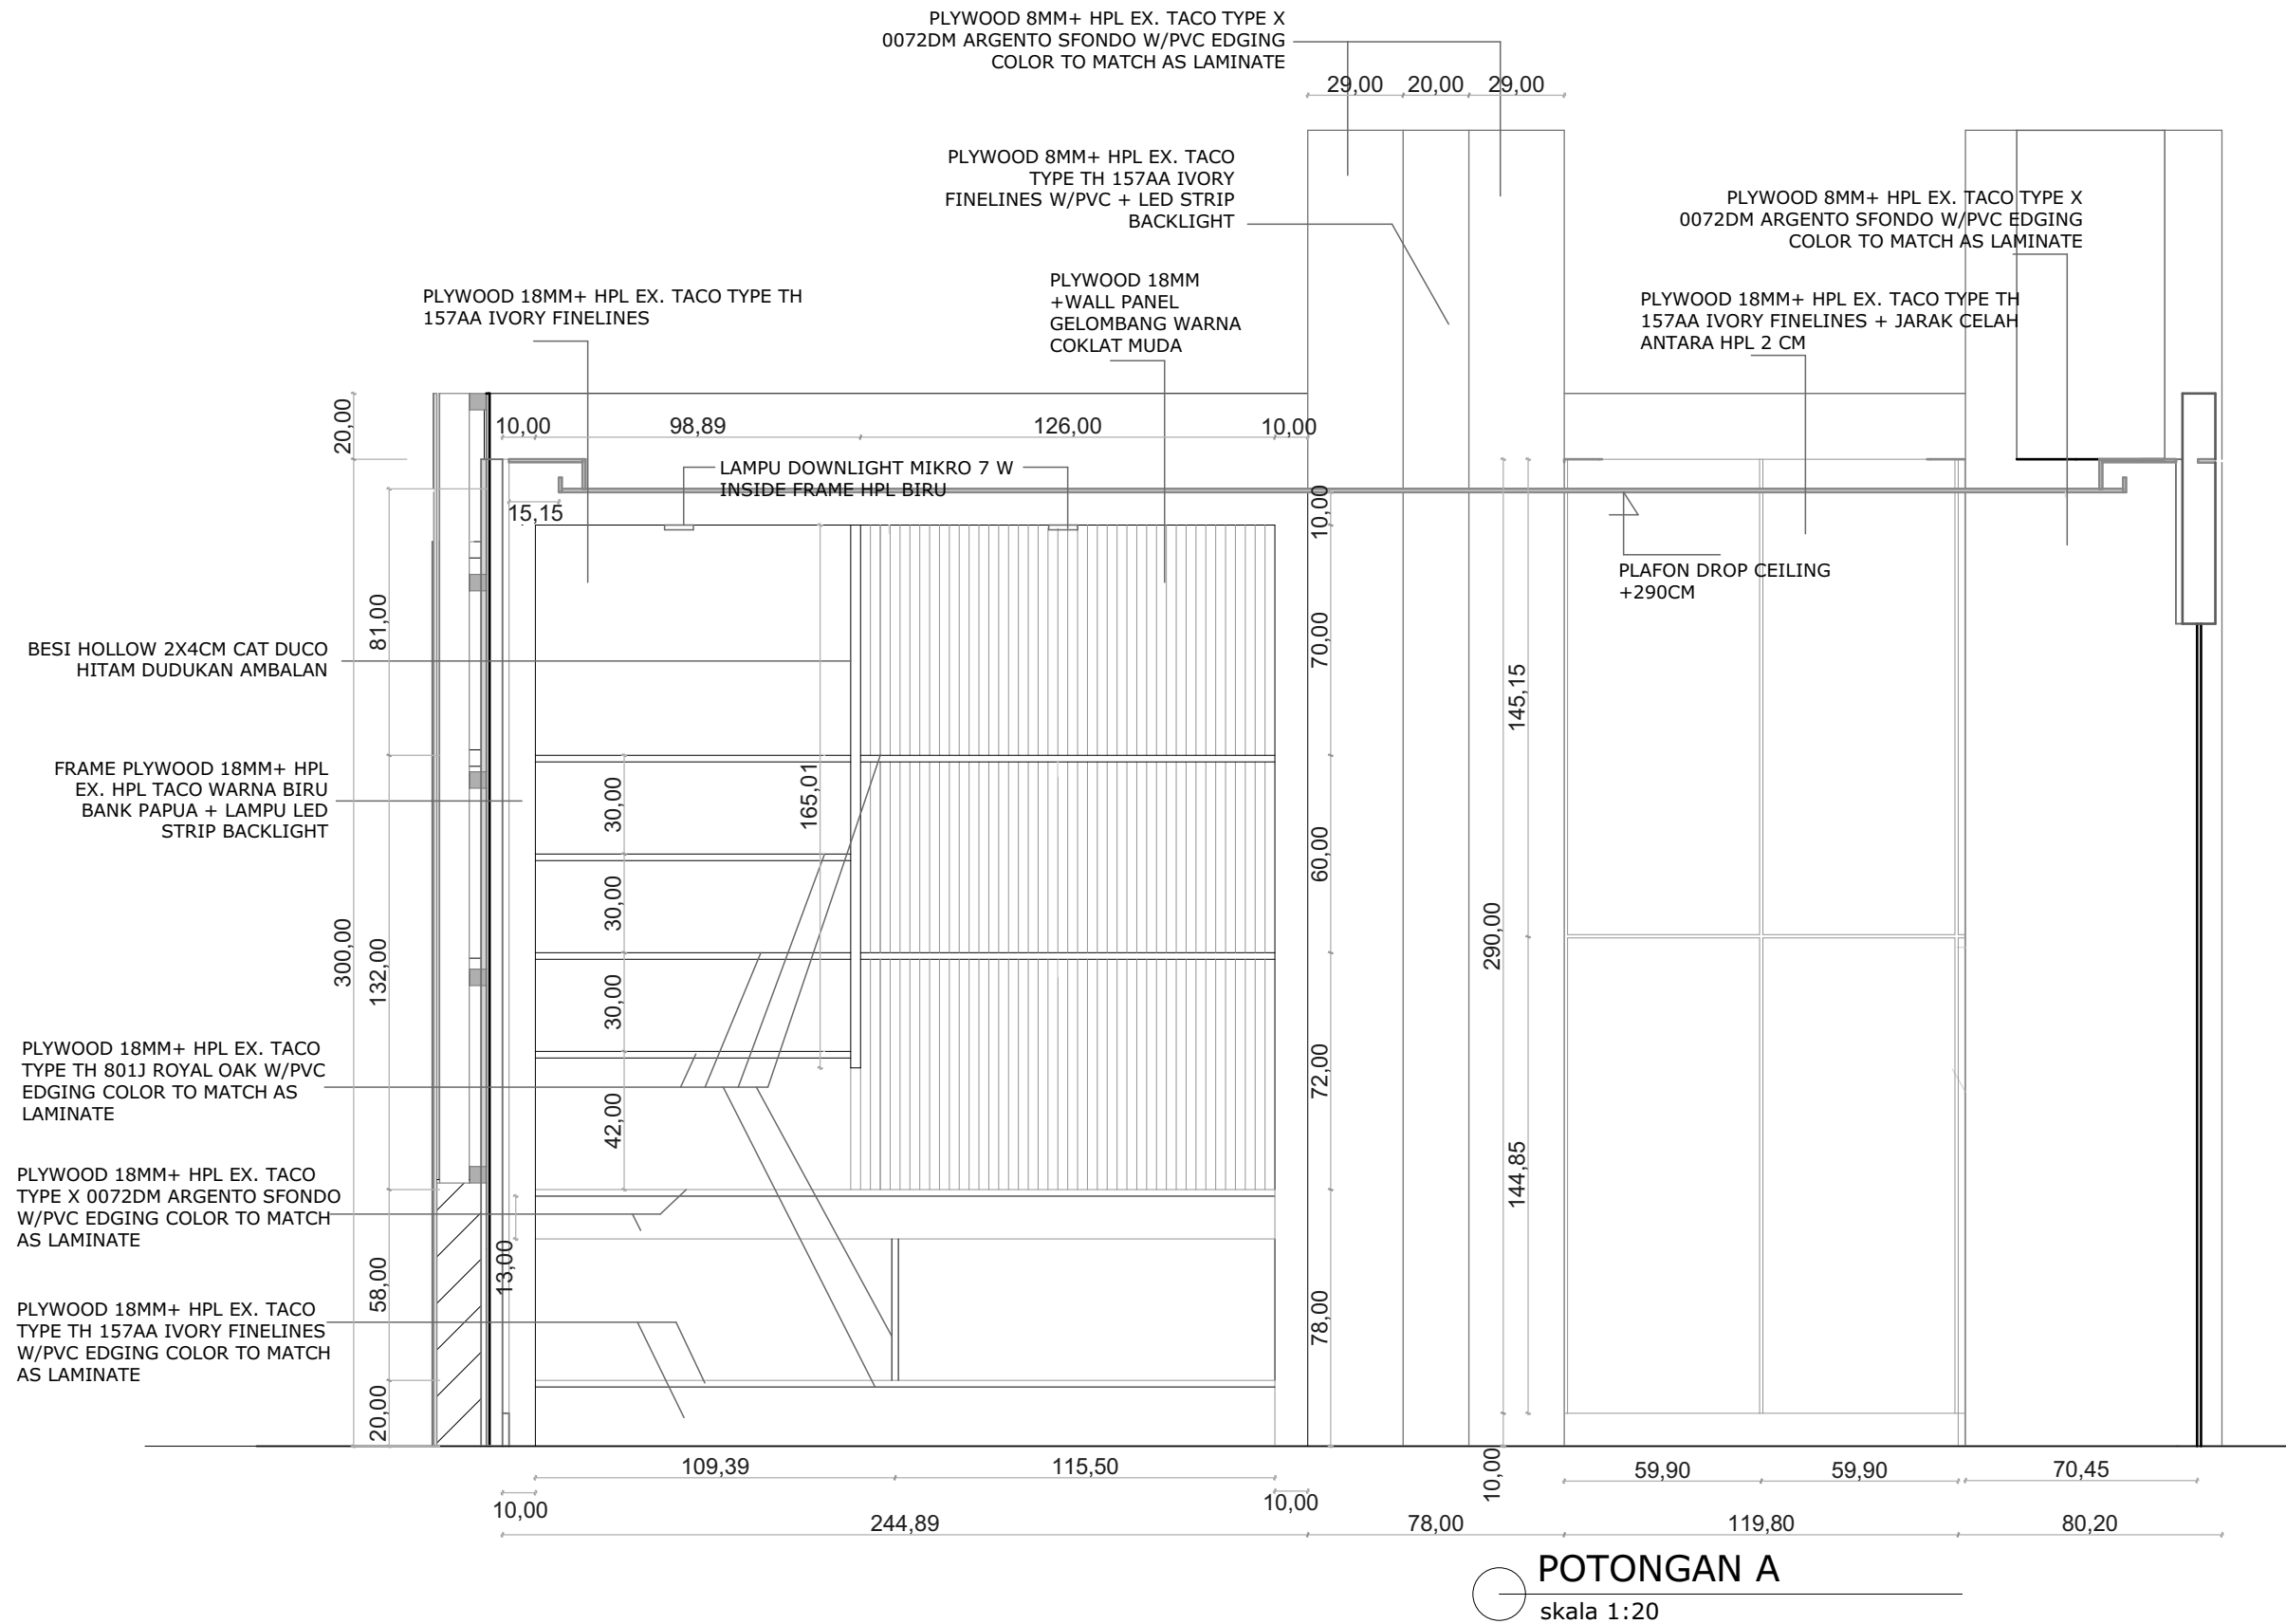 PLYWOOD 8MM+ HPL EX. TACO TYPE X
0072DM ARGENTO SFONDO W/PVC EDGING
COLOR TO MATCH AS LAMINATE
29,00
20,00
29,00
PLYWOOD 8MM+ HPL EX. TACO
TYPE TH 157AA IVORY
FINELINES W/PVC + LED STRIP
BACKLIGHT
PLYWOOD 8MM+ HPL EX. TACO TYPE X
0072DM ARGENTO SFONDO W/PVC EDGING
COLOR TO MATCH AS LAMINATE
PLYWOOD 18MM+ HPL EX. TACO TYPE TH
157AA IVORY FINELINES
PLYWOOD 18MM
+WALL PANEL
GELOMBANG WARNA
COKLAT MUDA
PLYWOOD 18MM+ HPL EX. TACO TYPE TH
157AA IVORY FINELINES + JARAK CELAH
ANTARA HPL 2 CM
20,00
10,00
98,89
126,00
10,00
LAMPU DOWNLIGHT MIKRO 7 W
INSIDE FRAME HPL BIRU
15,15
10,00
PLAFON DROP CEILING
+290CM
81,00
70,00
145,15
BESI HOLLOW 2X4CM CAT DUCO
HITAM DUDUKAN AMBALAN
FRAME PLYWOOD 18MM+ HPL
EX. HPL TACO WARNA BIRU
BANK PAPUA + LAMPU LED
STRIP BACKLIGHT
30,00
165,01
60,00
300,00
132,00
30,00
290,00
30,00
72,00
PLYWOOD 18MM+ HPL EX. TACO
TYPE TH 801J ROYAL OAK W/PVC
EDGING COLOR TO MATCH AS
LAMINATE
42,00
144,85
PLYWOOD 18MM+ HPL EX. TACO
TYPE X 0072DM ARGENTO SFONDO
W/PVC EDGING COLOR TO MATCH
AS LAMINATE
13,00
58,00
78,00
PLYWOOD 18MM+ HPL EX. TACO
TYPE TH 157AA IVORY FINELINES
W/PVC EDGING COLOR TO MATCH
AS LAMINATE
20,00
10,00
109,39
115,50
59,90
59,90
70,45
10,00
10,00
244,89
78,00
119,80
80,20
POTONGAN A
skala 1:20